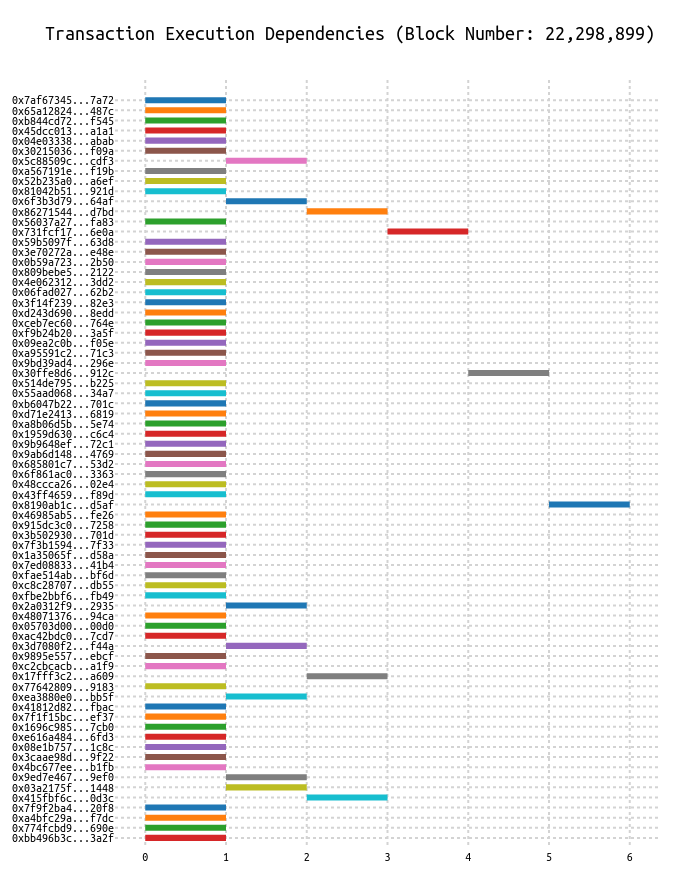 Transaction Execution Dependencies (Block Number: 22,298,899)
0x7af67345...7a72
0x65a12824...487c
0xb844cd72...f545
0x45dcc013...a1a1
0x04e03338...abab
0x30215036...f09a
0x5c88509c...cdf3
0xa567191e...f19b
0x52b235a0...a6ef
0x81042b51...921d
0x6f3b3d79...64af
0x86271544...d7bd
0x56037a27...fa83
0x731fcf17...6e0a
0x59b5097f...63d8
0x3e70272a...e48e
0x0b59a723...2b50
0x809bebe5...2122
0x4e062312...3dd2
0x06fad027...62b2
0x3f14f239...82e3
0xd243d690...8edd
0xceb7ec60...764e
0xf9b24b20...3a5f
0x09ea2c0b...f05e
0xa95591c2...71c3
0x9bd39ad4...296e
0x30ffe8d6...912c
0x514de795...b225
0x55aad068...34a7
0xb6047b22...701c
0xd71e2413...6819
0xa8b06d5b...5e74
0x1959d630...c6c4
0x9b9648ef...72c1
0x9ab6d148...4769
0x685801c7...53d2
0x6f861ac0...3363
0x48ccca26...02e4
0x43ff4659...f89d
0x8190ab1c...d5af
0x46985ab5...fe26
0x915dc3c0...7258
0x3b502930...701d
0x7f3b1594...7f33
0x1a35065f...d58a
0x7ed08833...41b4
0xfae514ab...bf6d
0xc8c28707...db55
0xfbe2bbf6...fb49
0x2a0312f9...2935
0x48071376...94ca
0x05703d00...00d0
0xac42bdc0...7cd7
0x3d7080f2...f44a
0x9895e557...ebcf
0xc2cbcacb...a1f9
0x17fff3c2...a609
0x77642809...9183
0xea3880e0...bb5f
0x41812d82...fbac
0x7f1f15bc...ef37
0x1696c985...7cb0
0xe616a484...6fd3
0x08e1b757...1c8c
0x3caae98d...9f22
0x4bc677ee...b1fb
0x9ed7e467...9ef0
0x03a2175f...1448
0x415fbf6c...0d3c
0x7f9f2ba4...20f8
0xa4bfc29a...f7dc
0x774fcbd9...690e
0xbb496b3c...3a2f
0 1 2 3 4 5 6